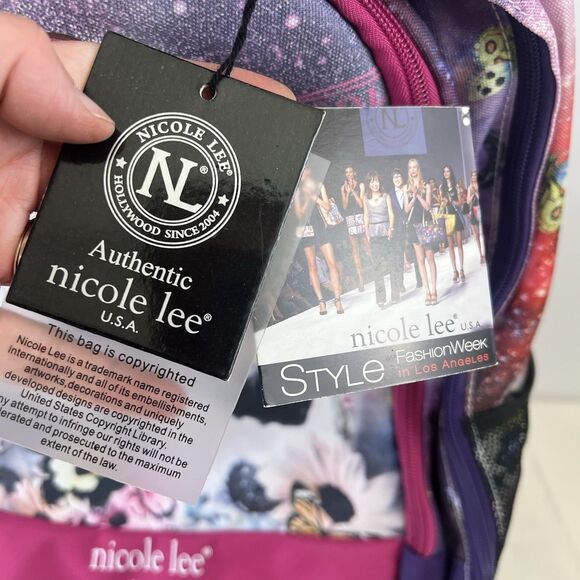 NICOLE LEE®
NL®
HOLLYWOOD SINCE 2004
Authentic
nicole lee®
U.S.A.
This bag is copyrighted
Nicole Lee is a trademark name registered
Internationally and all of its embellishments,
artworks, decorations and uniquely
developed designs are copyrighted in the
United States Copyright Library.
ny attempt to infringe our rights will not be
erated and prosecuted to the maximum
extent of the law.
NL
nicole lee® U.S.A.
STYLE FashionWeek
in Los Angeles
nicole lee®